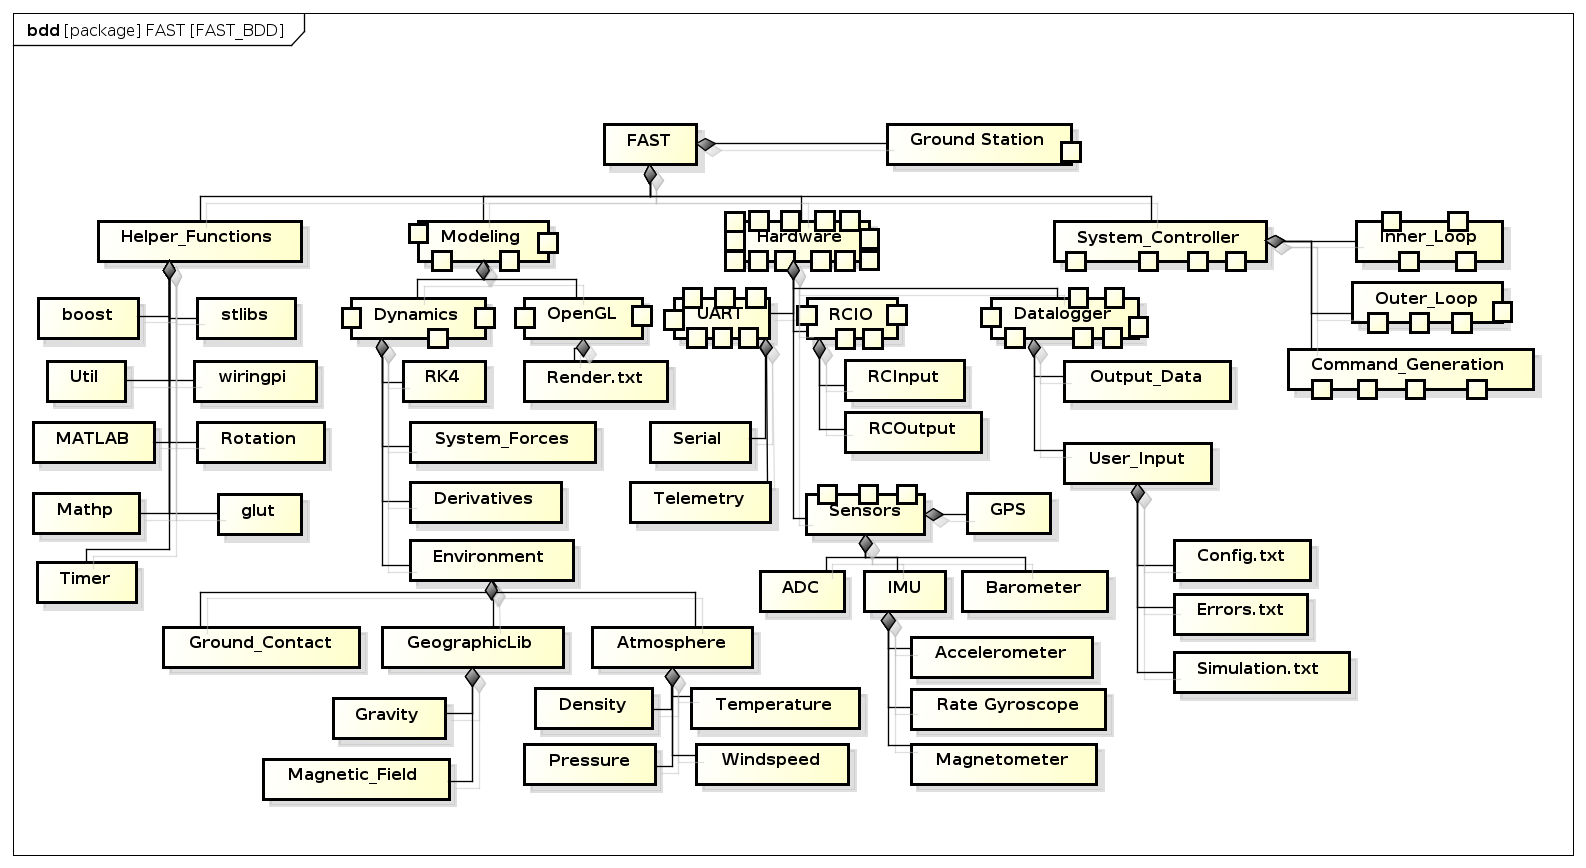 bdd [package] FAST [FAST_BDD]
FAST
Ground Station
Helper_Functions
Modeling
Hardware
System_Controller
Inner_Loop
Outer_Loop
Command_Generation
boost
stlibs
Util
wiringpi
MATLAB
Rotation
Mathp
glut
Timer
Dynamics
OpenGL
RK4
Render.txt
System_Forces
Derivatives
Environment
UART
RCIO
Datalogger
Serial
Telemetry
RCInput
RCOutput
Output_Data
User_Input
Sensors
GPS
ADC
IMU
Barometer
Config.txt
Errors.txt
Simulation.txt
Ground_Contact
GeographicLib
Atmosphere
Gravity
Magnetic_Field
Density
Temperature
Pressure
Windspeed
Accelerometer
Rate Gyroscope
Magnetometer